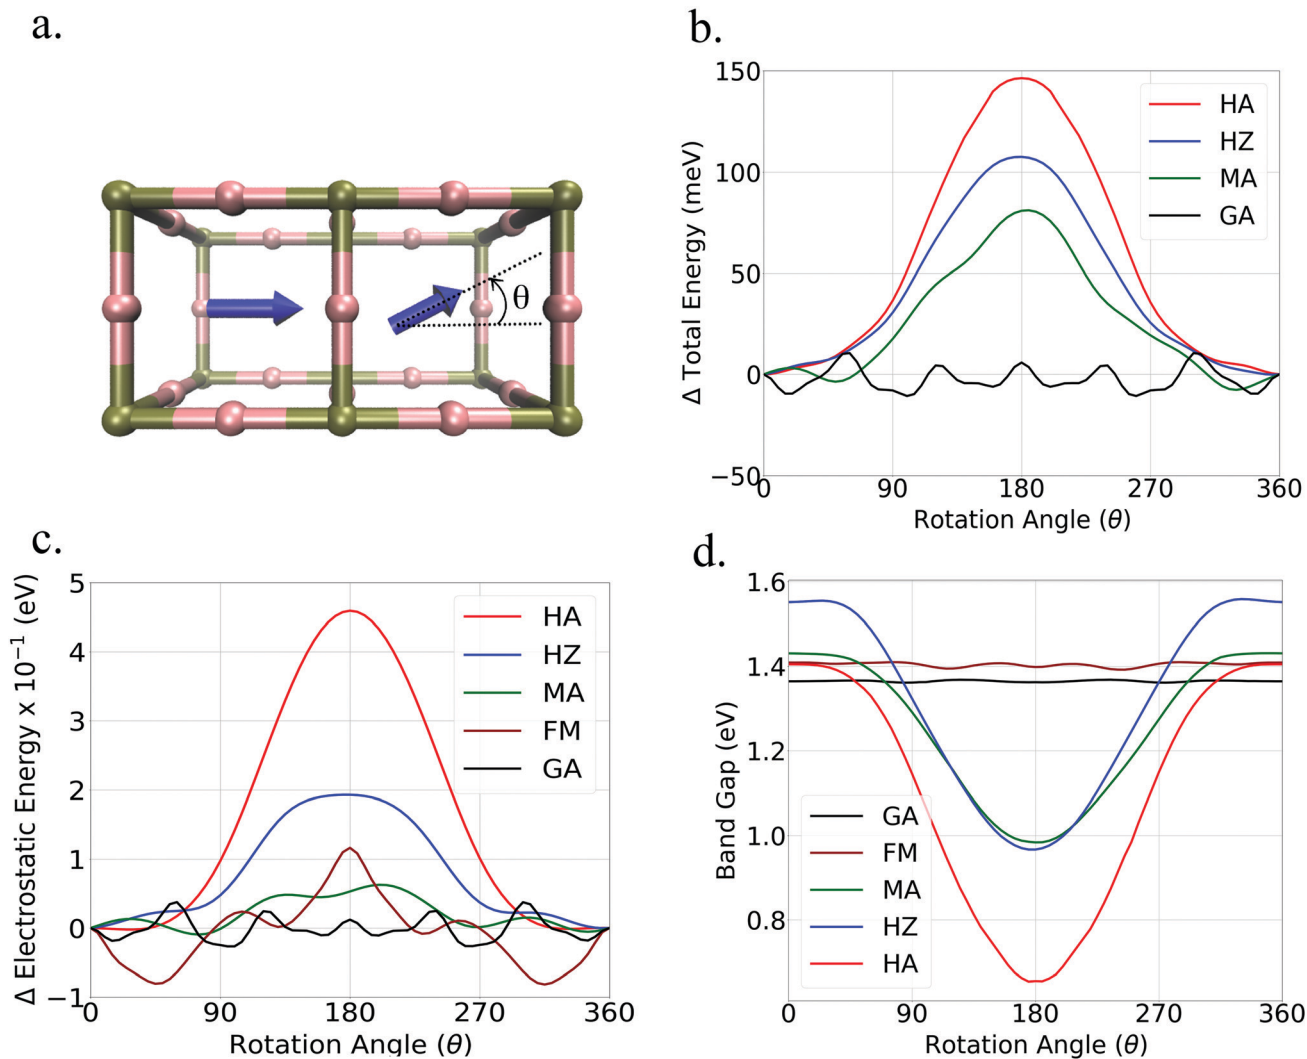 a.
θ
b.
Δ Total Energy (meV)
150
100
50
0
−50
0 90 180 270 360
Rotation Angle (θ)
HA
HZ
MA
GA
c.
Δ Electrostatic Energy x 10⁻¹ (eV)
5
4
3
2
1
0
−1
0 90 180 270 360
Rotation Angle (θ)
HA
HZ
MA
FM
GA
d.
Band Gap (eV)
1.6
1.4
1.2
1.0
0.8
0 90 180 270 360
Rotation Angle (θ)
GA
FM
MA
HZ
HA